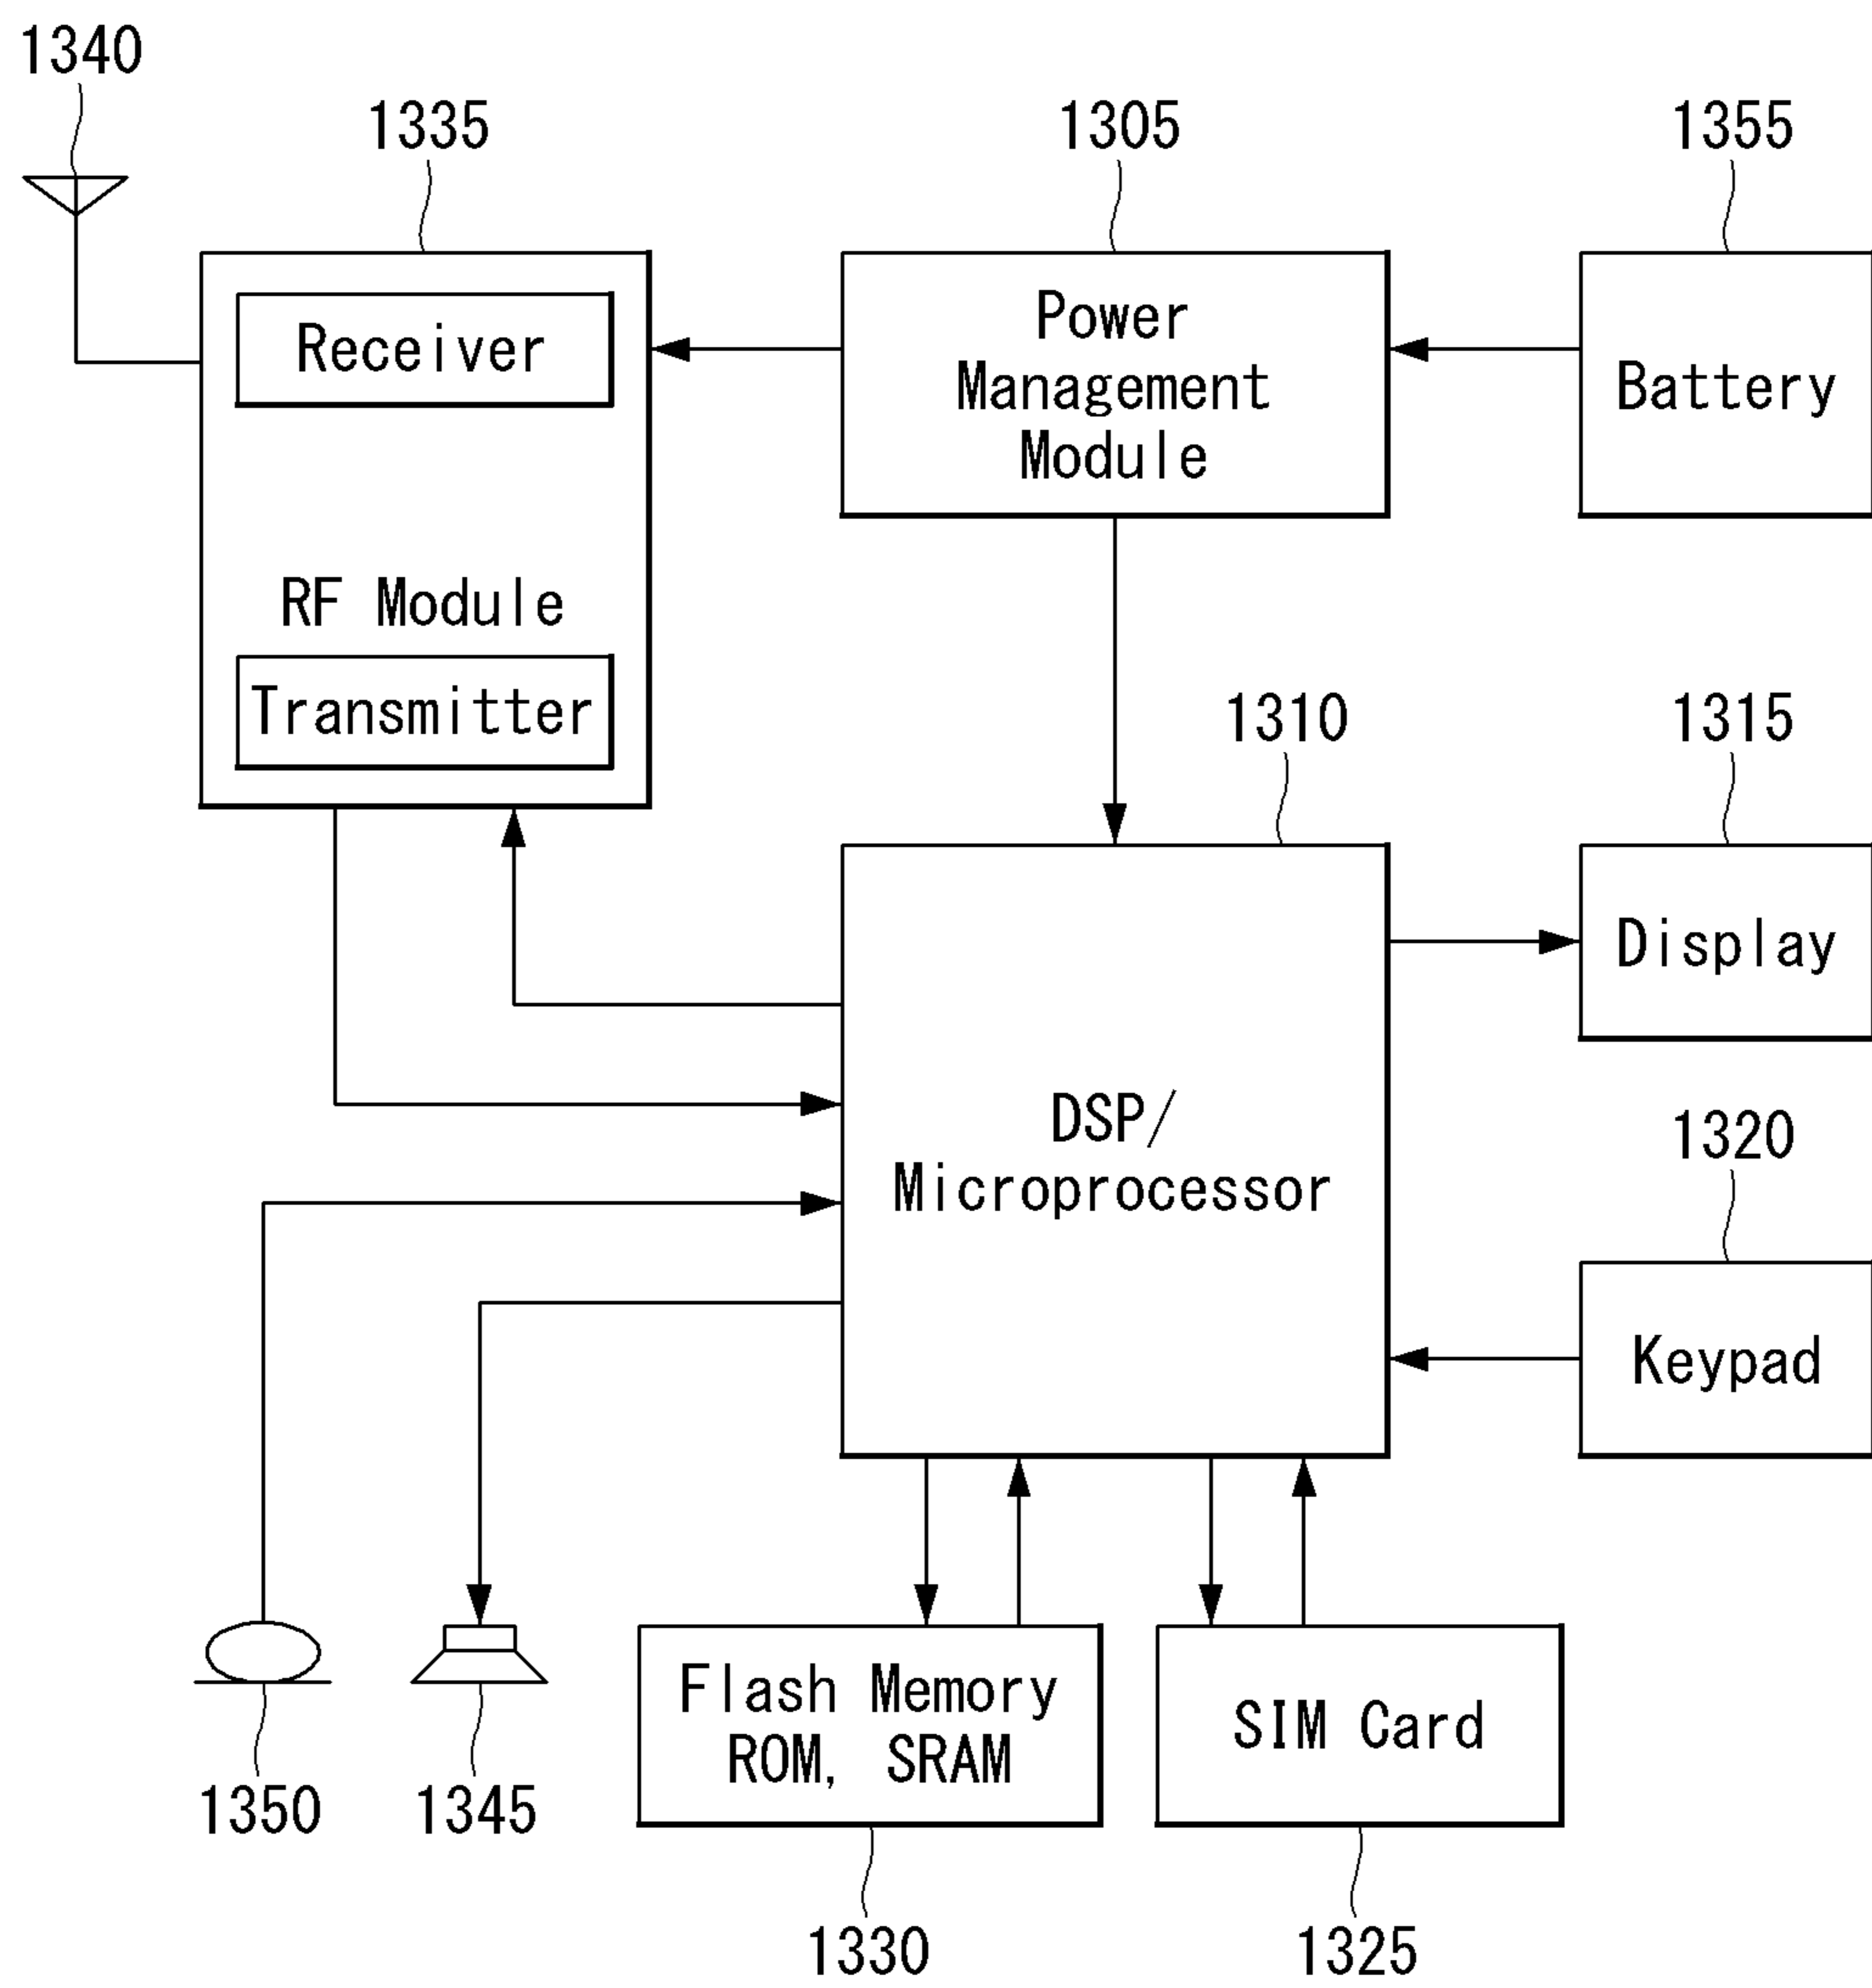 1340
1335
1305
1355
Receiver
RF Module
Transmitter
Power
Management
Module
Battery
1310
1315
DSP/
Microprocessor
Display
1320
Keypad
Flash Memory
ROM, SRAM
SIM Card
1350
1345
1330
1325